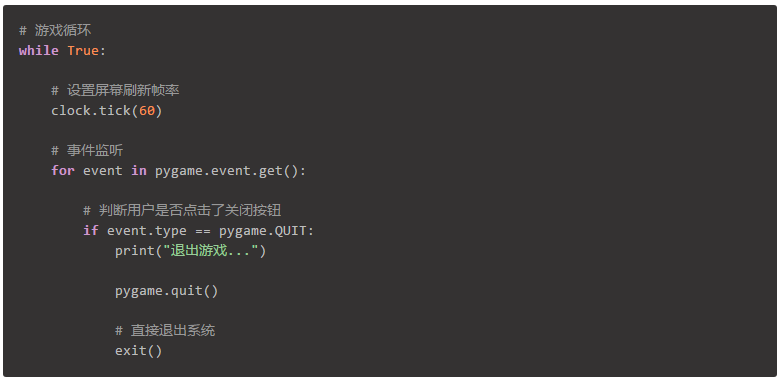 # 游戏循环
while True:
    # 设置屏幕刷新帧率
    clock.tick(60)
    # 事件监听
    for event in pygame.event.get():
        # 判断用户是否点击了关闭按钮
        if event.type == pygame.QUIT:
            print("退出游戏...")
            pygame.quit()
            # 直接退出系统
            exit()